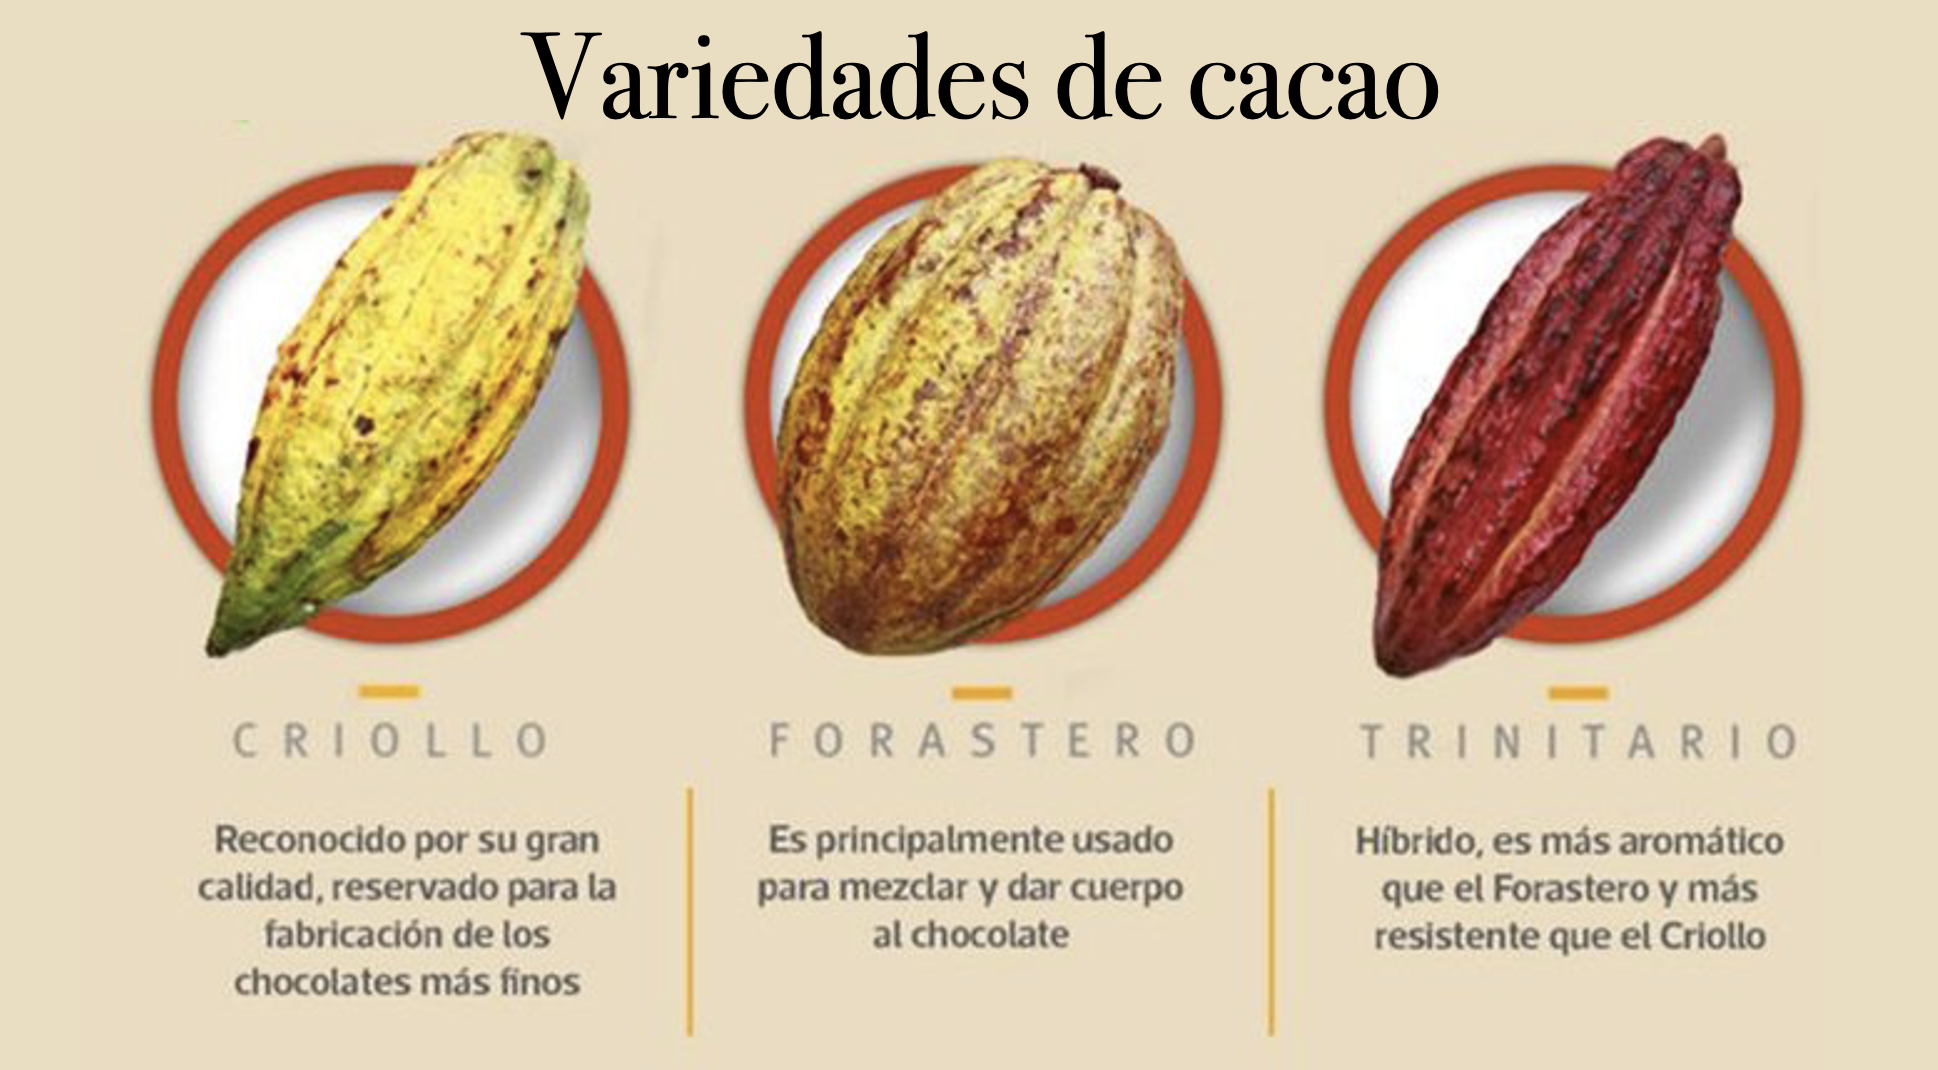 Variedades de cacao
CRIOLLO
Reconocido por su gran
calidad, reservado para la
fabricación de los
chocolates más finos
FORASTERO
Es principalmente usado
para mezclar y dar cuerpo
al chocolate
TRINITARIO
Híbrido, es más aromático
que el Forastero y más
resistente que el Criollo